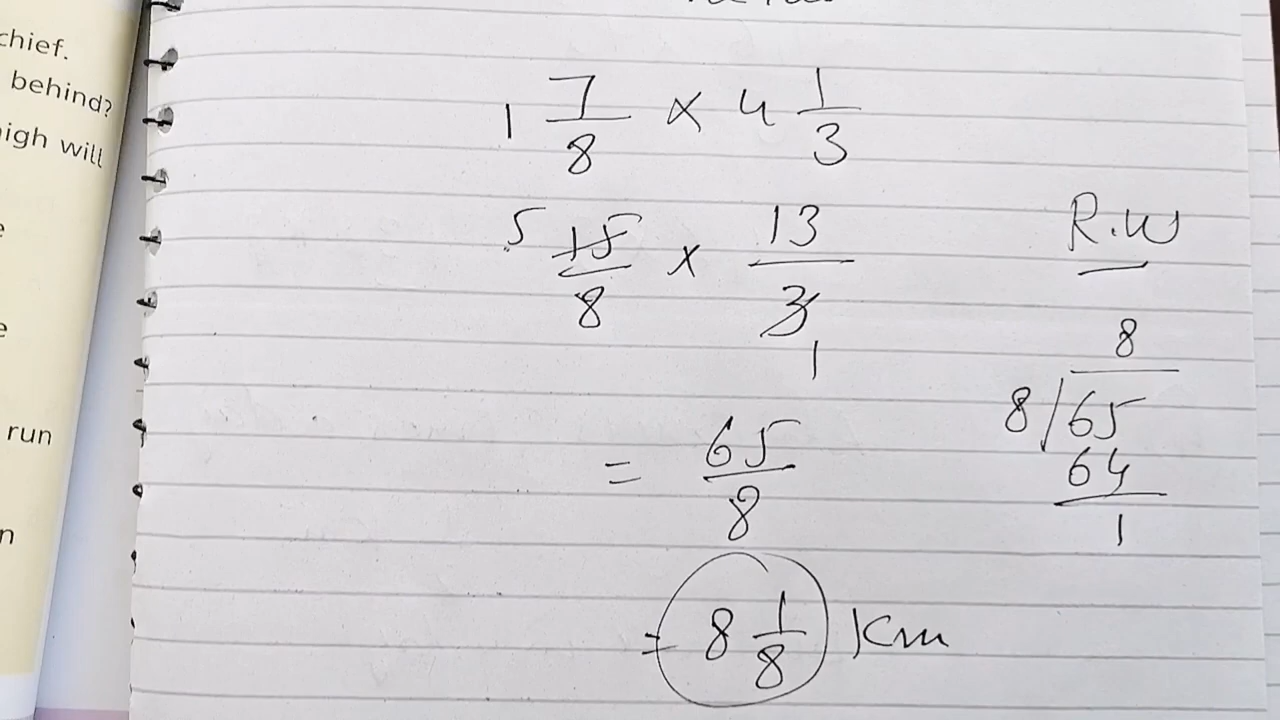 chief.
behind?
high will
run
1 7/8 × 4 1/3
5 15/8 × 13/3 1
= 65/8
= 8 1/8 Km
R.W
8
8/65
64
1